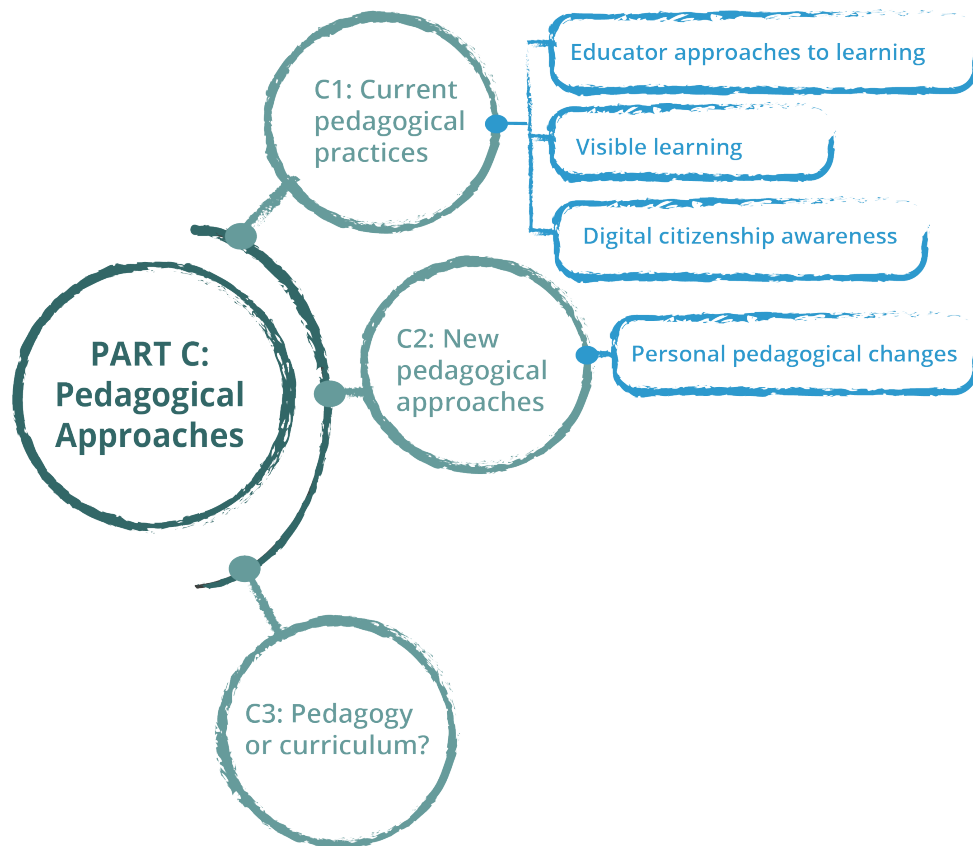 PART C:
Pedagogical
Approaches
C1: Current
pedagogical
practices
Educator approaches to learning
Visible learning
Digital citizenship awareness
C2: New
pedagogical
approaches
Personal pedagogical changes
C3: Pedagogy
or curriculum?